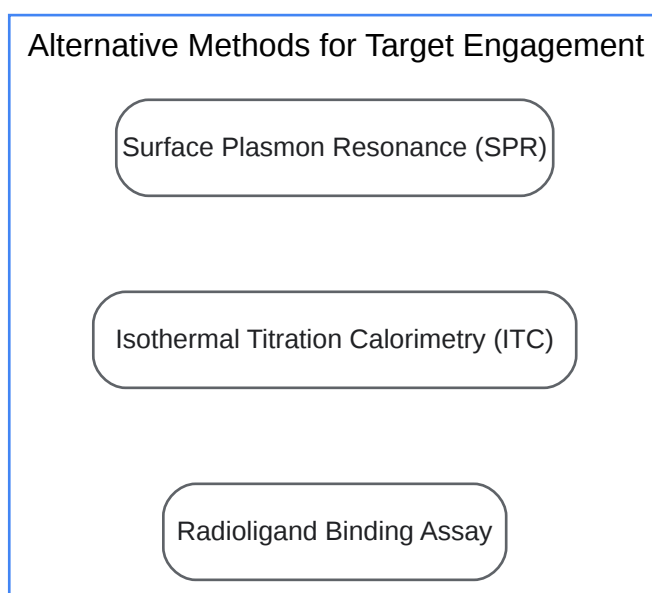 Alternative Methods for Target Engagement
Surface Plasmon Resonance (SPR)
Isothermal Titration Calorimetry (ITC)
Radioligand Binding Assay